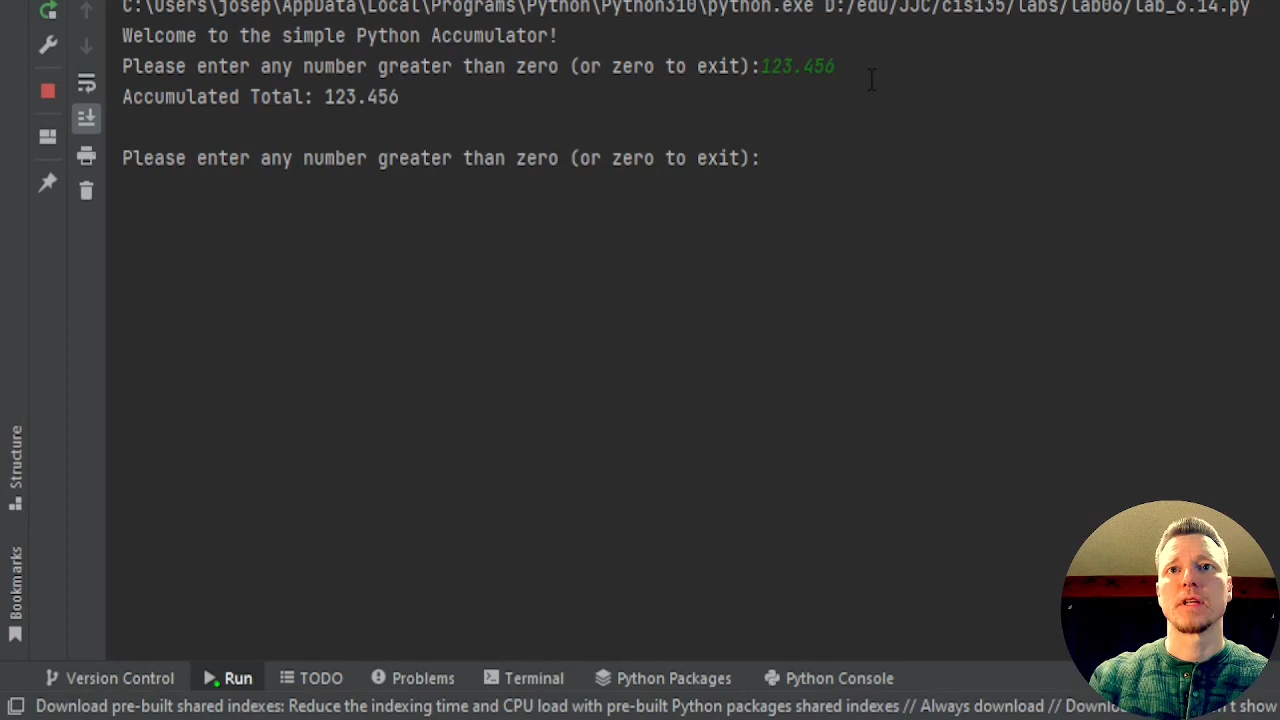 C:\Users\josep\AppData\Local\Programs\Python\Python310\python.exe D:/edu/JJC/cis135/labs/lab06/lab_6.14.py
Welcome to the simple Python Accumulator!
Please enter any number greater than zero (or zero to exit):123.456
Accumulated Total: 123.456
Please enter any number greater than zero (or zero to exit):
Structure
Bookmarks
Version Control
Run
TODO
Problems
Terminal
Python Packages
Python Console
Download pre-built shared indexes: Reduce the indexing time and CPU load with pre-built Python packages shared indexes // Always download // Downlo 't show